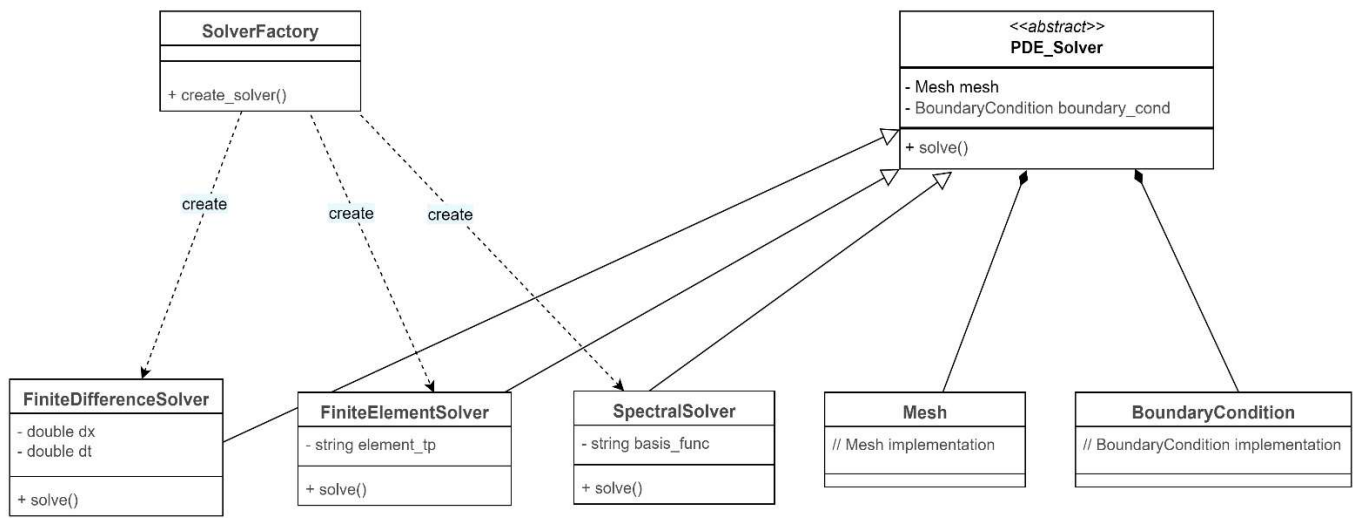 SolverFactory
+ create_solver()
<<abstract>>
PDE_Solver
- Mesh mesh
- BoundaryCondition boundary_cond
+ solve()
create
create
create
FiniteDifferenceSolver
- double dx
- double dt
+ solve()
FiniteElementSolver
- string element_tp
+ solve()
SpectralSolver
- string basis_func
+ solve()
Mesh
// Mesh implementation
BoundaryCondition
// BoundaryCondition implementation